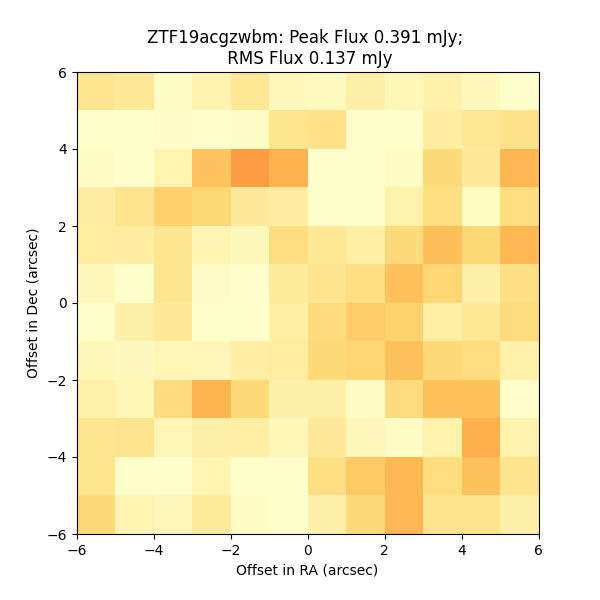 ZTF19acgzwbm: Peak Flux 0.391 mJy;
RMS Flux 0.137 mJy
6
4
2
0
−2
−4
−6
Offset in Dec (arcsec)
−6 −4 −2 0 2 4 6
Offset in RA (arcsec)